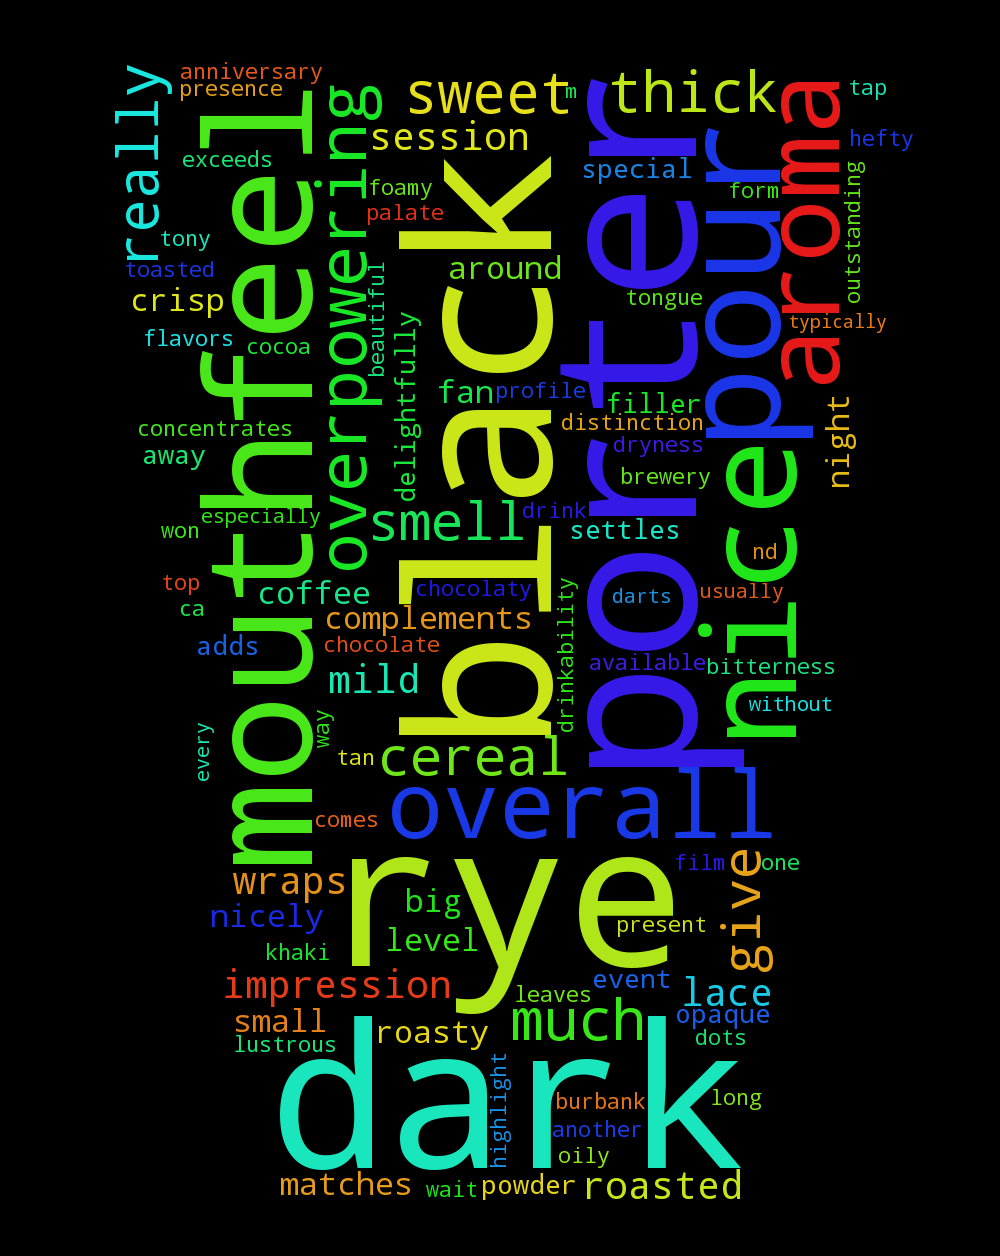 anniversary
presence
really
exceeds
tony
toasted
crisp
flavors
cocoa
mouthfeel
overpowering
sweet
m
thick
session
foamy
palate
special
tap
hefty
form
aroma
pour
porter
black
around
tongue
outstanding
typically
beautiful
delightfully
fan
profile
filler
distinction
dryness
brewery
night
nice
concentrates
away
especially
won
smell
drink
settles
nd
top
ca
coffee
chocolaty
darts
usually
complements
chocolate
adds
mild
drinkability
available
bitterness
without
every
way
tan
cereal
overall
comes
film
one
wraps
rye
big
give
nicely
level
present
khaki
impression
event
lace
leaves
small
much
opaque
roasty
lustrous
dots
dark
highlight
burbank
long
another
oily
matches
wait
powder
roasted